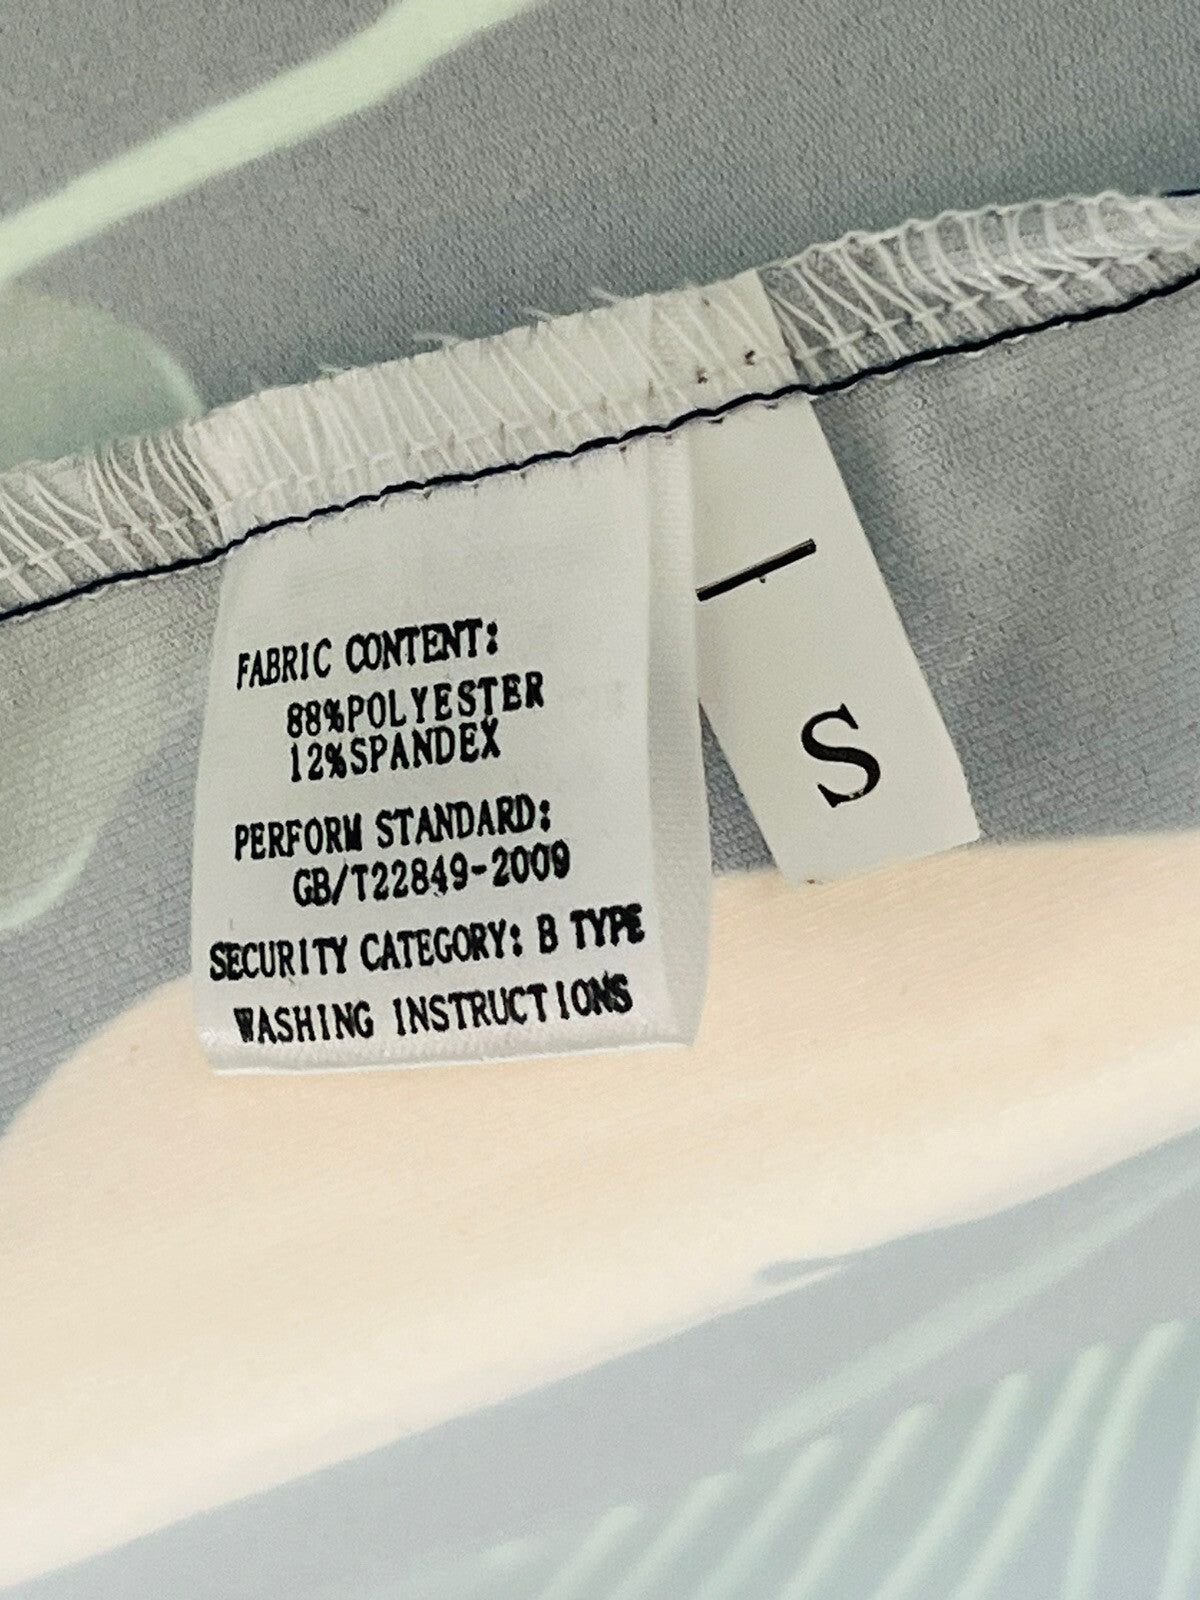 FABRIC CONTENT:
88%POLYESTER
12%SPANDEX
PERFORM STANDARD:
GB/T22849-2009
SECURITY CATEGORY: B TYPE
WASHING INSTRUCTIONS
S